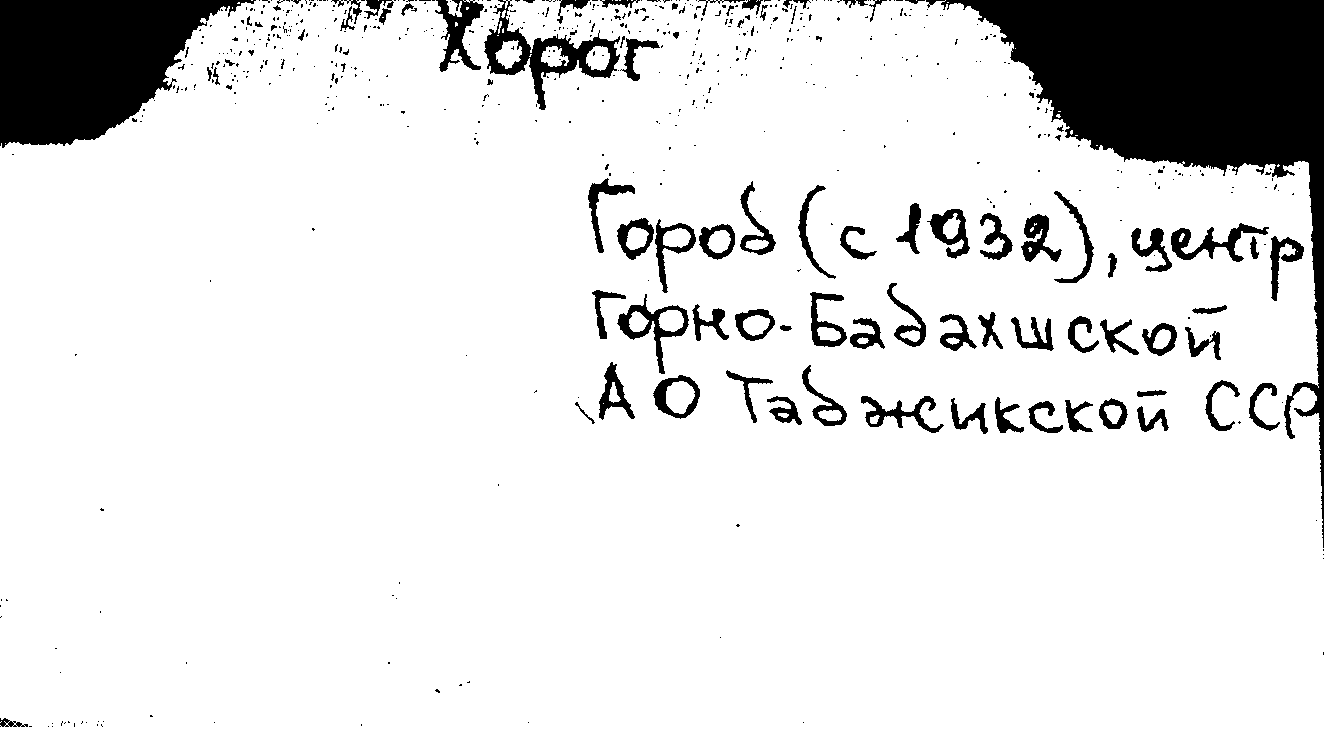 Хорог
Город (с 1932), центр
Горно-Бадахшской
АО Таджикской ССР